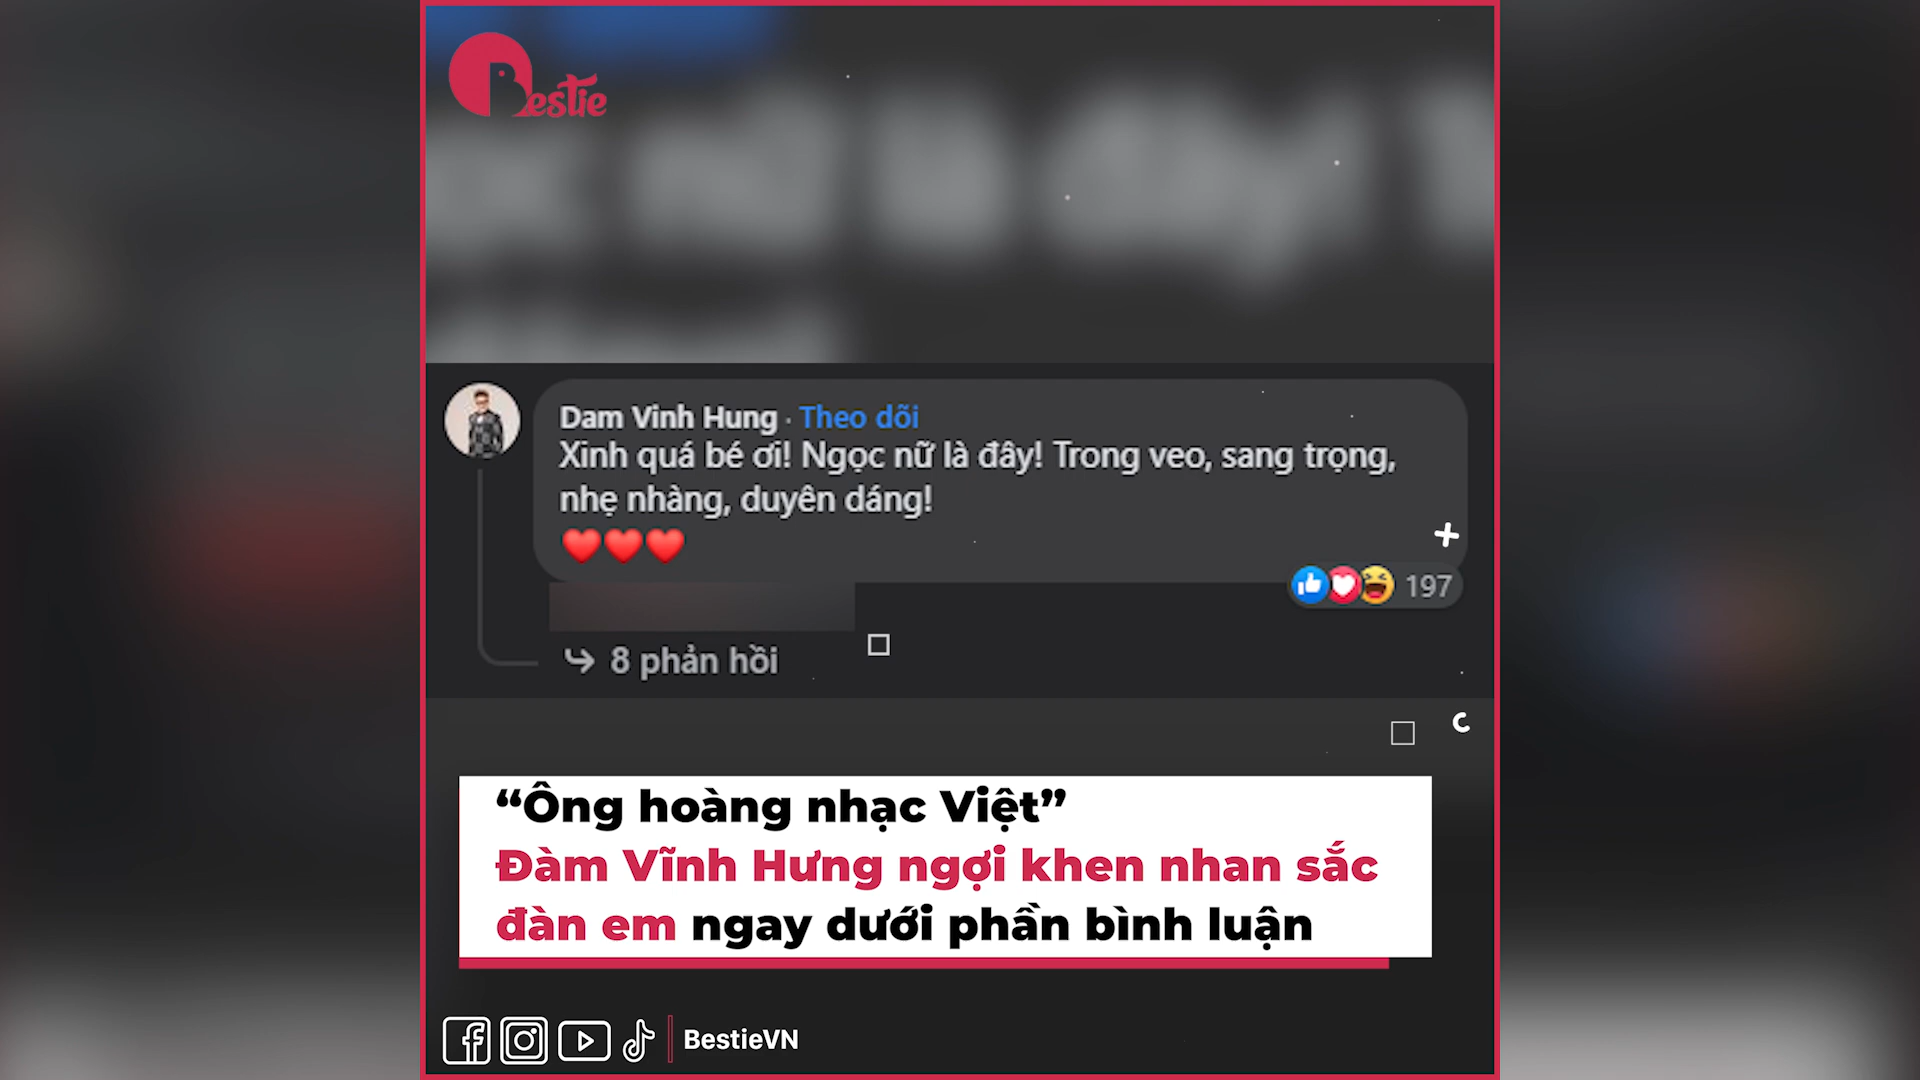 Bestie
Dam Vinh Hung · Theo dõi
Xinh quá bé ơi! Ngọc nữ là đây! Trong veo, sang trọng,
nhẹ nhàng, duyên dáng!
197
8 phản hồi
“Ông hoàng nhạc Việt”
Đàm Vĩnh Hưng ngợi khen nhan sắc
đàn em ngay dưới phần bình luận
BestieVN